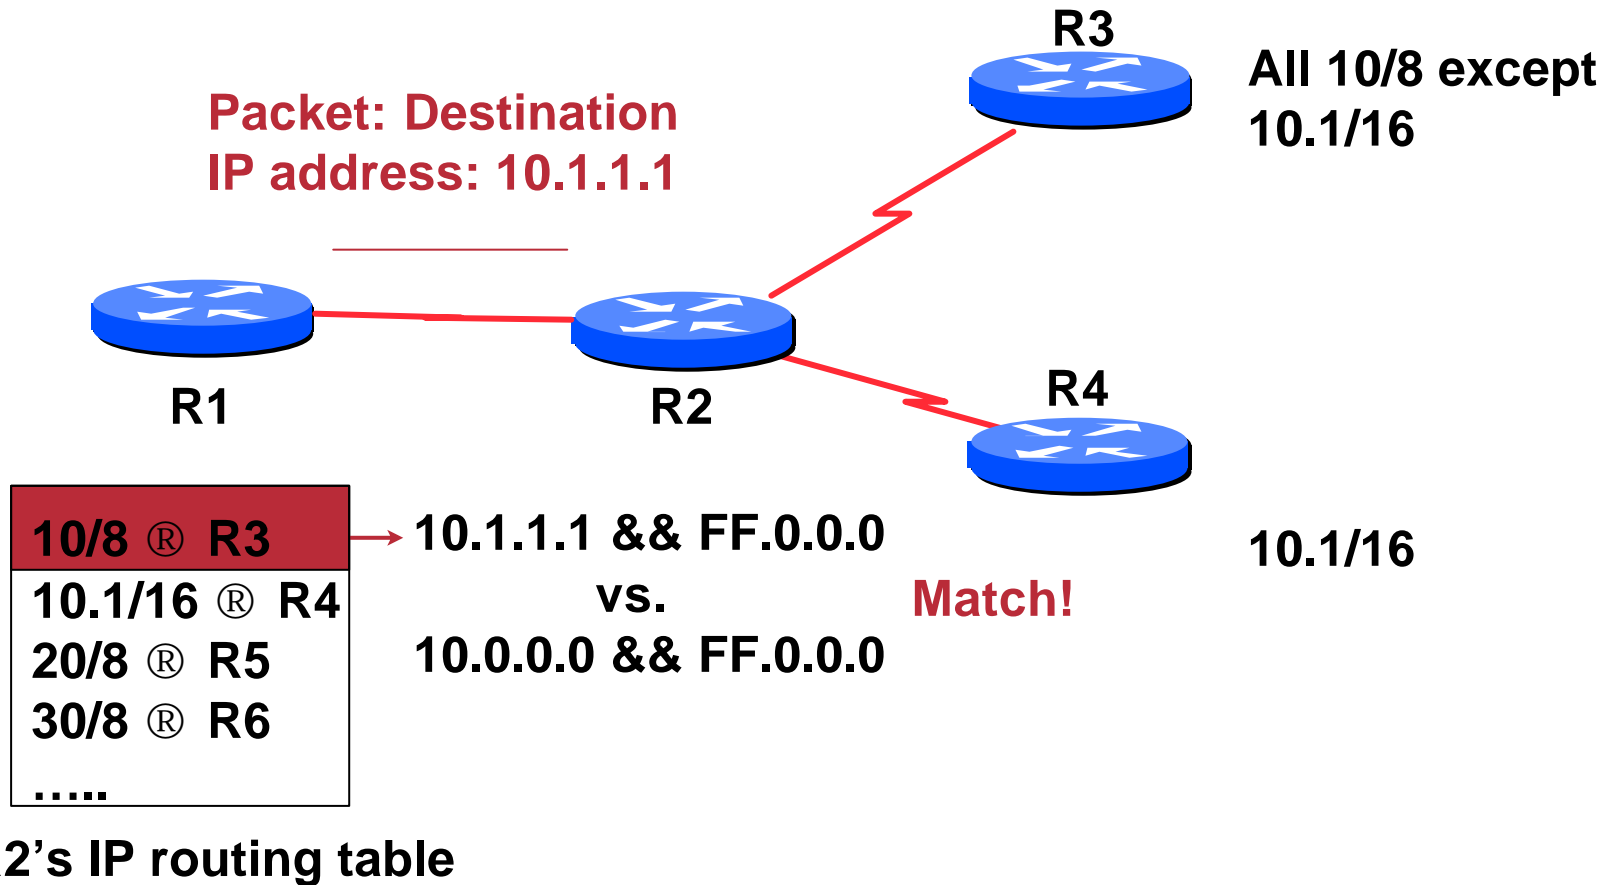 R3
All 10/8 except
10.1/16
Packet: Destination
IP address: 10.1.1.1
R1
R2
R4
10.1/16
10/8 ® R3
10.1/16 ® R4
20/8 ® R5
30/8 ® R6
…..
10.1.1.1 && FF.0.0.0
vs.
Match!
10.0.0.0 && FF.0.0.0
2’s IP routing table